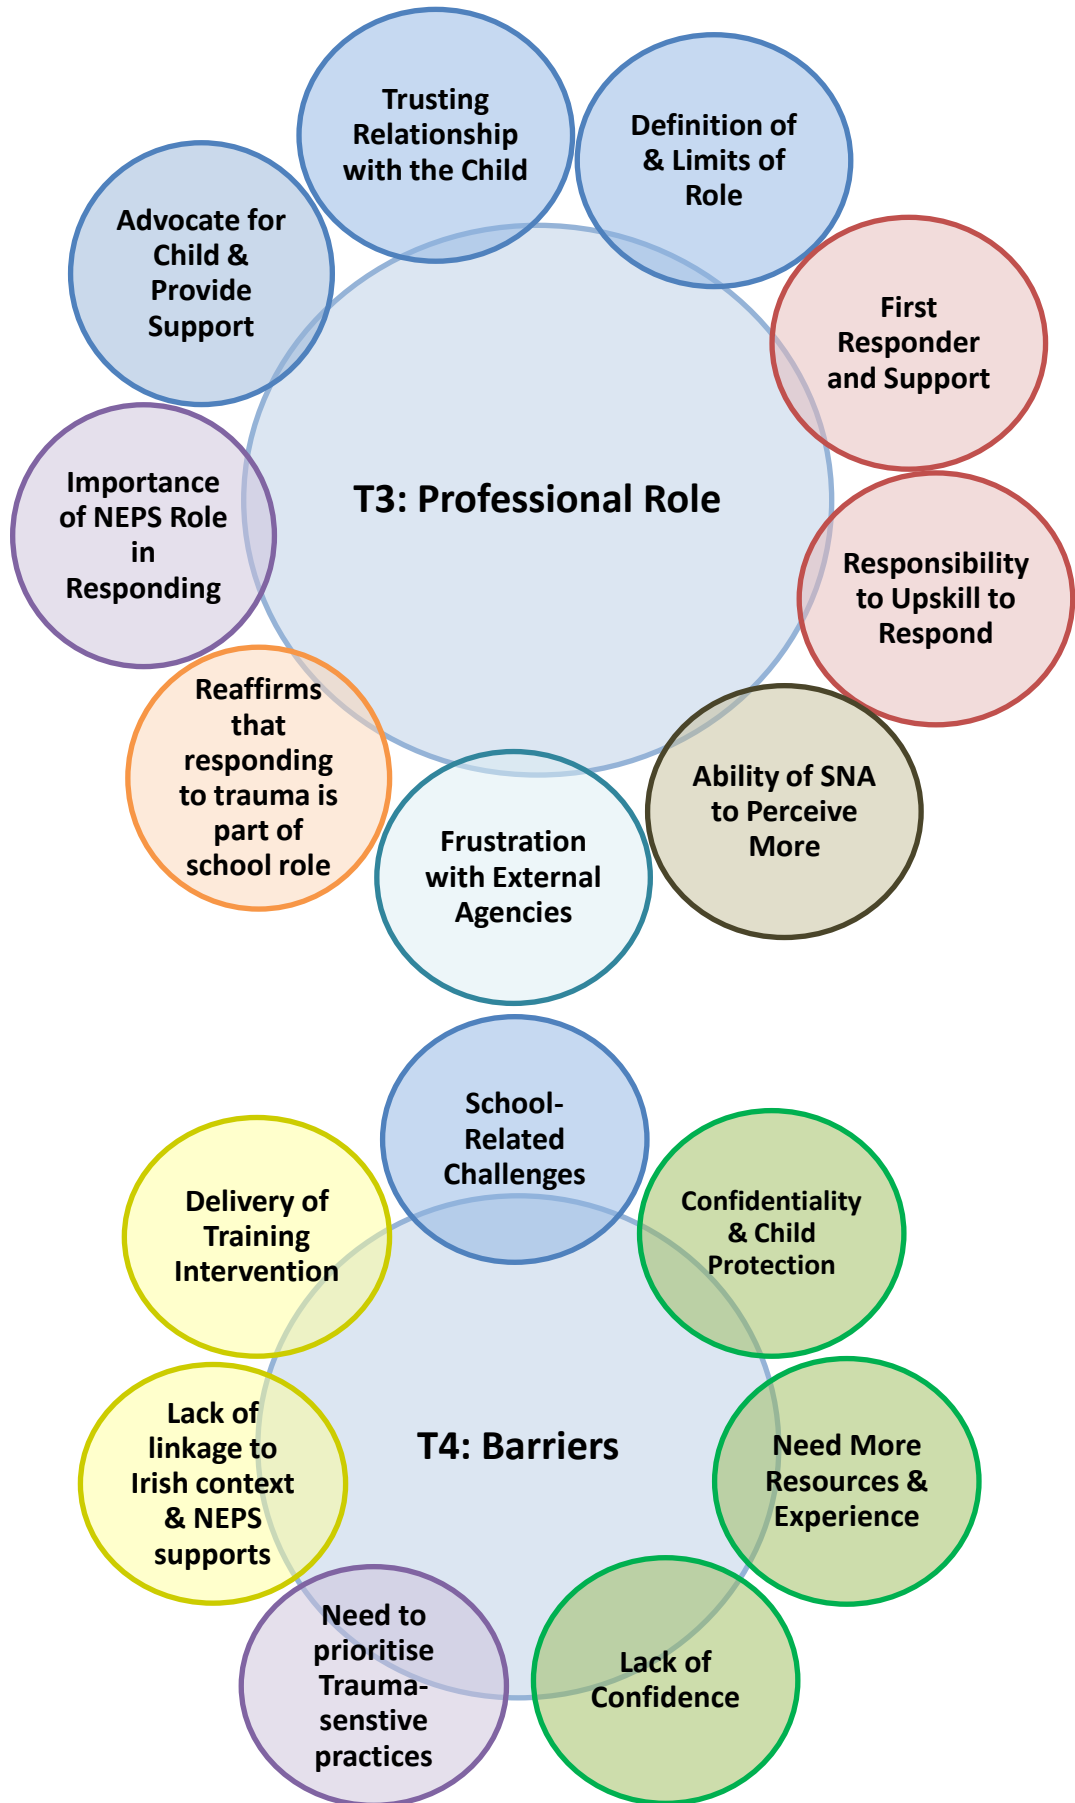 Trusting
Relationship
with the Child
Definition of
& Limits of
Role
Advocate for
Child &
Provide
Support
First
Responder
and Support
Importance
of NEPS Role
in
Responding
T3: Professional Role
Responsibility
to Upskill to
Respond
Reaffirms
that
responding
to trauma is
part of
school role
Ability of SNA
to Perceive
More
Frustration
with External
Agencies
School-
Related
Challenges
Delivery of
Training
Intervention
Confidentiality
& Child
Protection
Lack of
linkage to
Irish context
& NEPS
supports
T4: Barriers
Need More
Resources &
Experience
Need to
prioritise
Trauma-
senstive
practices
Lack of
Confidence